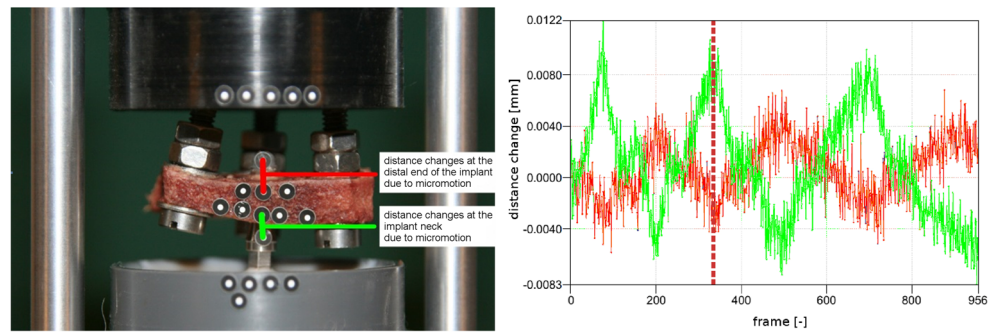 distance changes at the
distal end of the implant
due to micromotion
distance changes at the
implant neck
due to micromotion
distance change [mm]
0.0122
0.0080
0.0040
0.0000
-0.0040
-0.0083
0
200
400
600
800
956
frame [-]